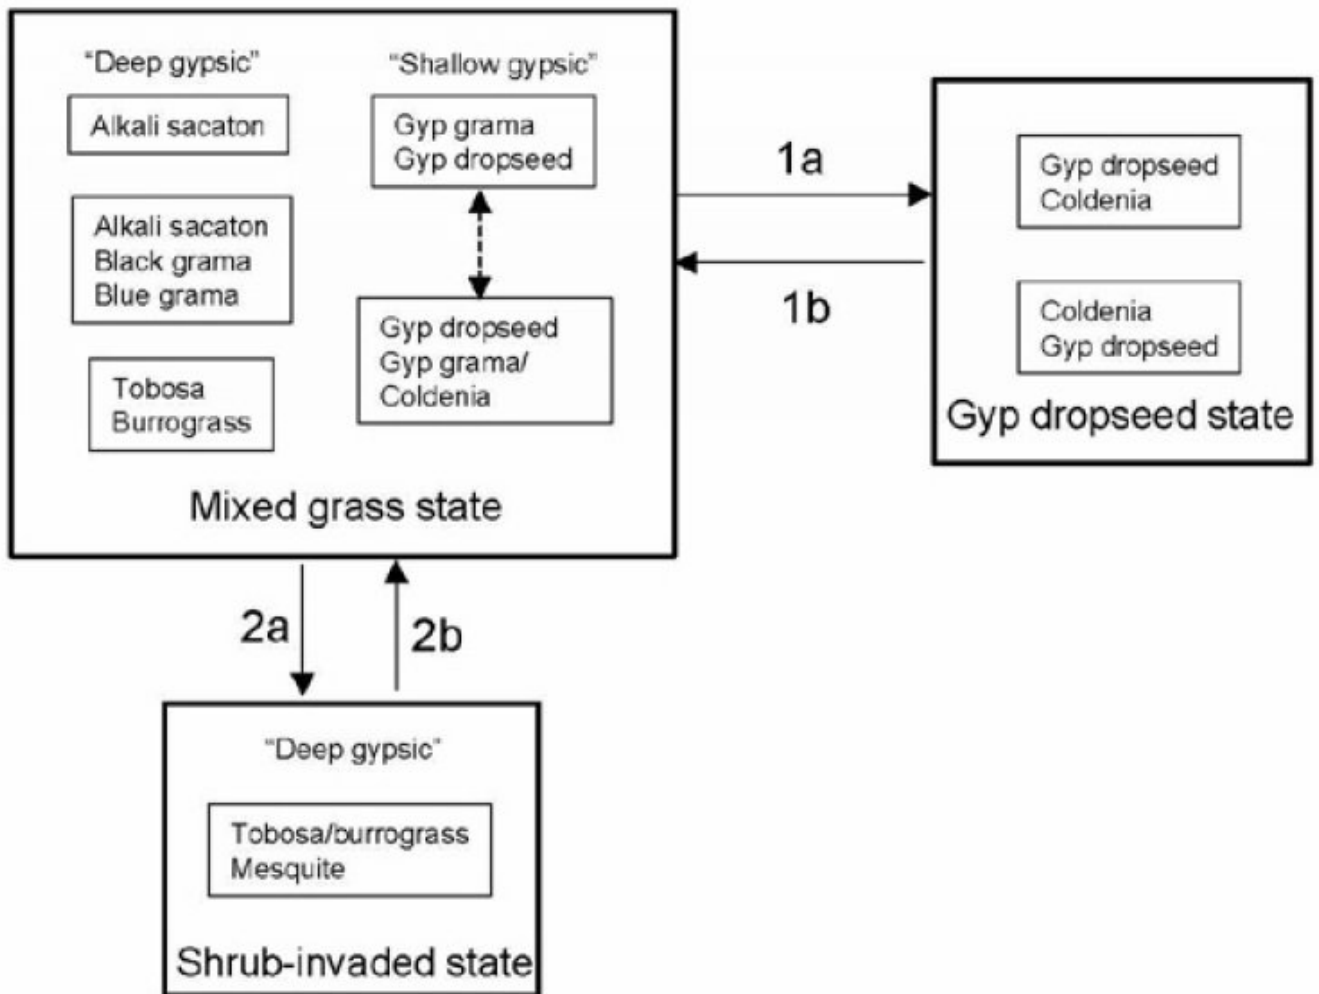 “Deep gypsic”
Alkali sacaton
Alkali sacaton
Black grama
Blue grama
Tobosa
Burrograss
“Shallow gypsic”
Gyp grama
Gyp dropseed
Gyp dropseed
Gyp grama/
Coldenia
Mixed grass state
1a
1b
Gyp dropseed
Coldenia
Coldenia
Gyp dropseed
Gyp dropseed state
2a
2b
“Deep gypsic”
Tobosa/burrograss
Mesquite
Shrub-invaded state